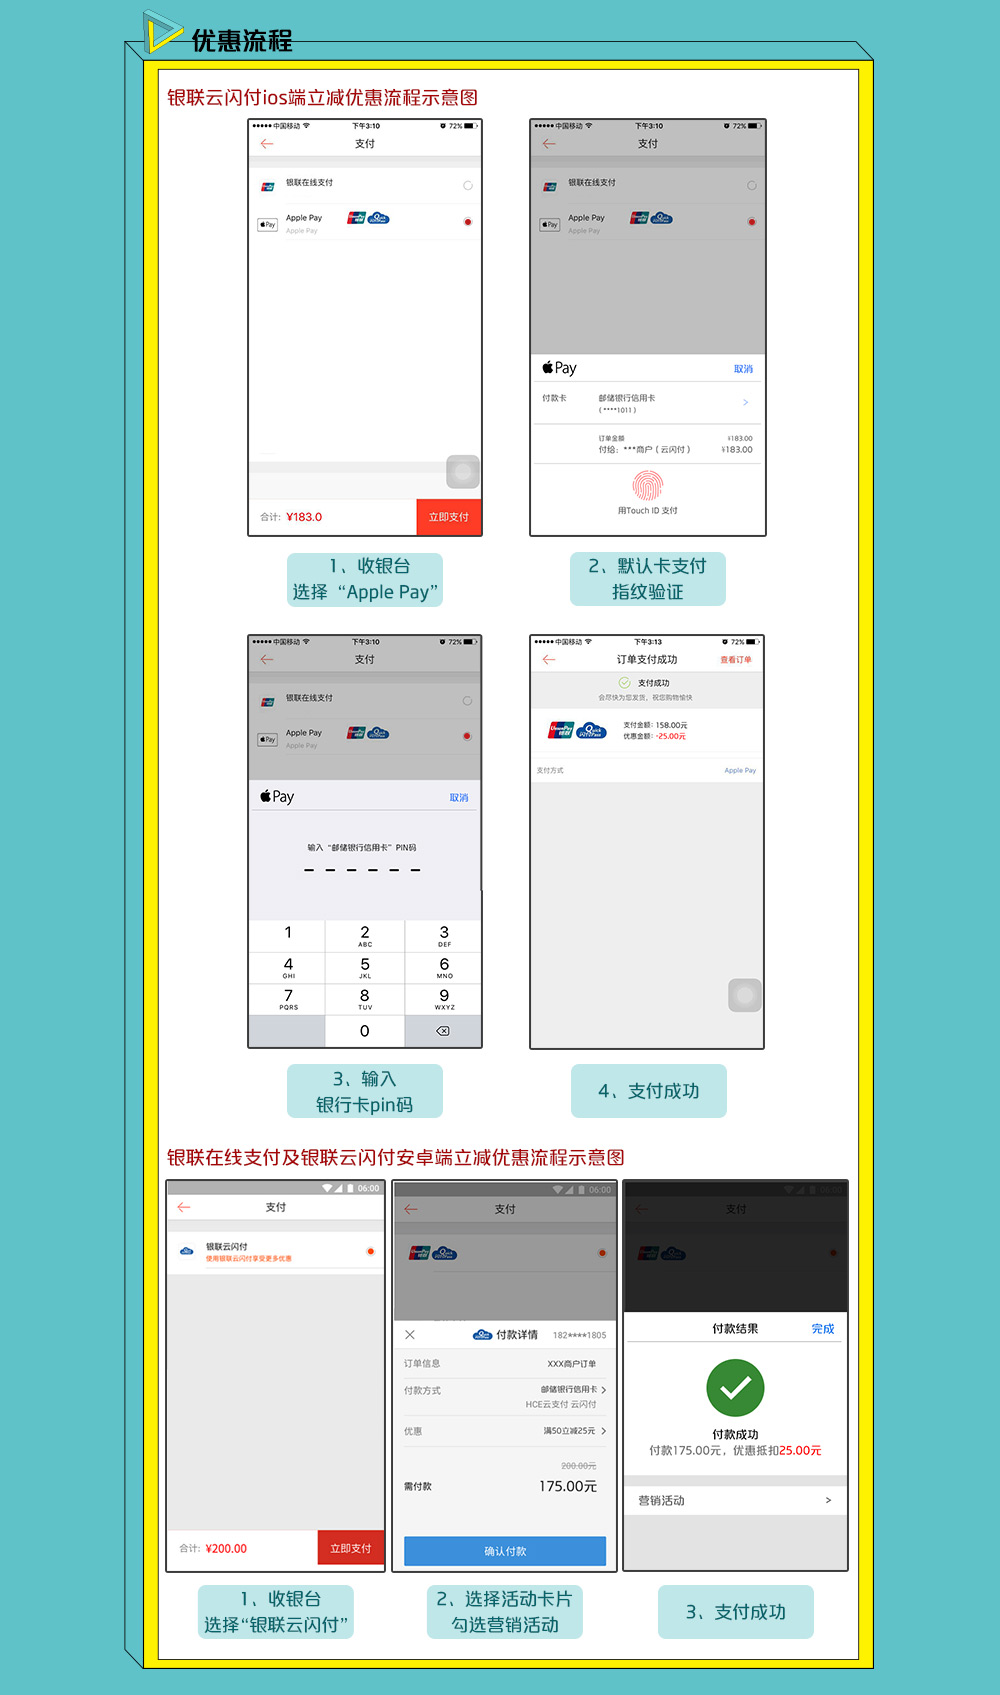 优惠流程
银联云闪付ios端立减优惠流程示意图
中国移动 下午3:10 72%
支付
银联在线支付
Apple Pay
Pay
Apple Pay
合计: ¥183.0 立即支付
1、收银台
选择 “Apple Pay”
中国移动 下午3:10 72%
支付
银联在线支付
Apple Pay
Pay
Apple Pay
Pay 取消
付款卡 邮储银行信用卡 >
( ****1011 )
订单金额 ¥183.00
付给: ***商户 ( 云闪付 ) ¥183.00
用Touch ID 支付
2、默认卡支付
指纹验证
中国移动 下午3:10 72%
支付
银联在线支付
Apple Pay
Pay
Apple Pay
Pay 取消
输入 “邮储银行信用卡” PIN码
1 2 3
ABC DEF
4 5 6
GHI JKL MNO
7 8 9
PQRS TUV WXYZ
0
3、输入
银行卡pin码
中国移动 下午3:13 72%
订单支付成功 查看订单
支付成功
会尽快为您发货, 祝您购物愉快
UnionPay 银联 Quick Pass 闪付
支付金额: 158.00元
优惠金额: -25.00元
支付方式 Apple Pay
4、支付成功
银联在线支付及银联云闪付安卓端立减优惠流程示意图
06:00
支付
银联云闪付
使用银联云闪付享受更多优惠
合计: ¥200.00 立即支付
1、收银台
选择“银联云闪付”
06:00
支付
付款详情 182****1805
订单信息 XXX商户订单
付款方式 邮储银行信用卡 >
HCE云支付 云闪付
优惠 满50立减25元 >
200.00元
需付款 175.00元
确认付款
2、选择活动卡片
勾选营销活动
06:00
支付
付款结果 完成
付款成功
付款175.00元, 优惠抵扣25.00元
营销活动 >
3、支付成功